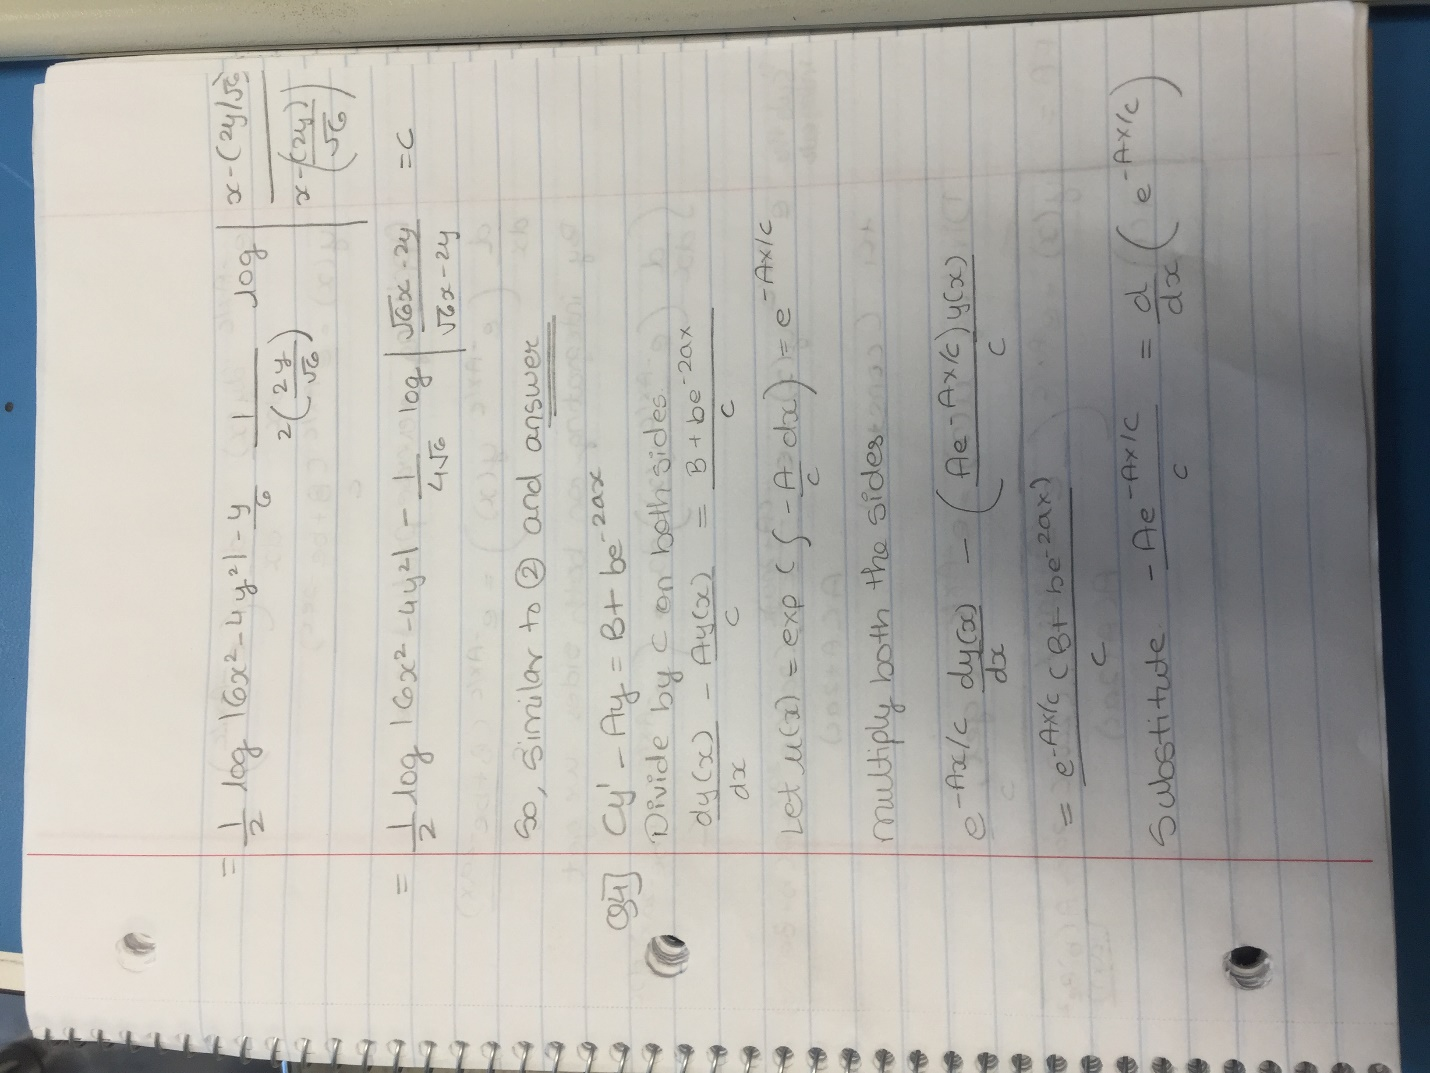 = 1/2 log |6x² - 4y²| - y/6 1/2(2y/√6) log |x-(2y/√6)/x-(2y/√6)|
= 1/2 log |6x² - 4y²| - 1/4√6 log |√6x-2y/√6x-2y| = c
So, similar to ② and answer
Q4] Cy' - Ay = B + be^-2ax
Divide by C on both sides.
dy(x)/dx - Ay(x)/C = B + be^-2ax/C
Let μ(x) = exp (∫ -A/C dx) = e^-Ax/C
multiply both the sides
e^-Ax/C dy(x)/dx - (Ae^-Ax/C)y(x)/C
= e^-Ax/C (B + be^-2ax)/C
Substitute - Ae^-Ax/C/C = d/dx (e^-Ax/C)